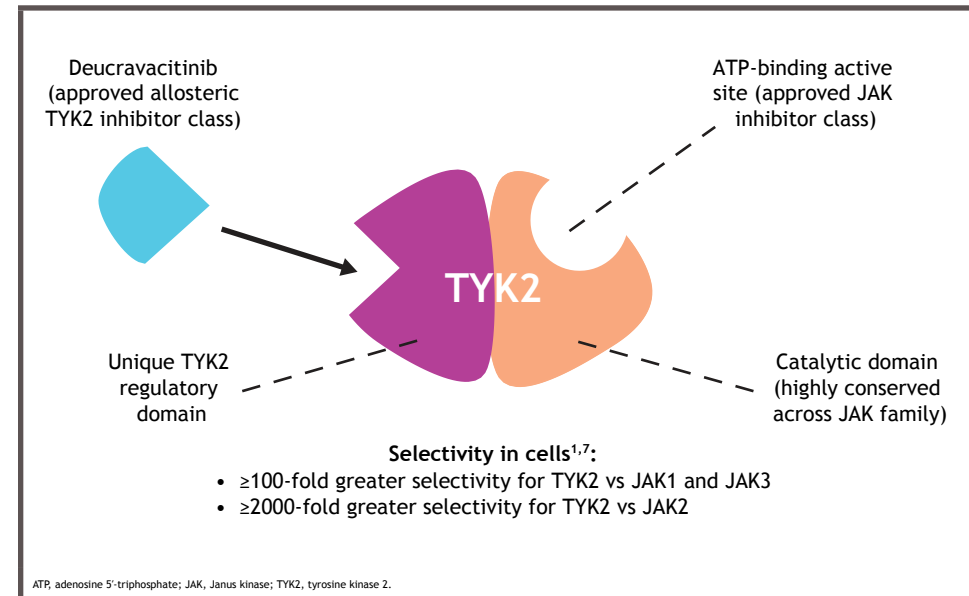 Deucravacitinib
(approved allosteric
TYK2 inhibitor class)
ATP-binding active
site (approved JAK
inhibitor class)
TYK2
Unique TYK2
regulatory
domain
Catalytic domain
(highly conserved
across JAK family)
Selectivity in cells¹,⁷:
• ≥100-fold greater selectivity for TYK2 vs JAK1 and JAK3
• ≥2000-fold greater selectivity for TYK2 vs JAK2
ATP, adenosine 5′-triphosphate; JAK, Janus kinase; TYK2, tyrosine kinase 2.